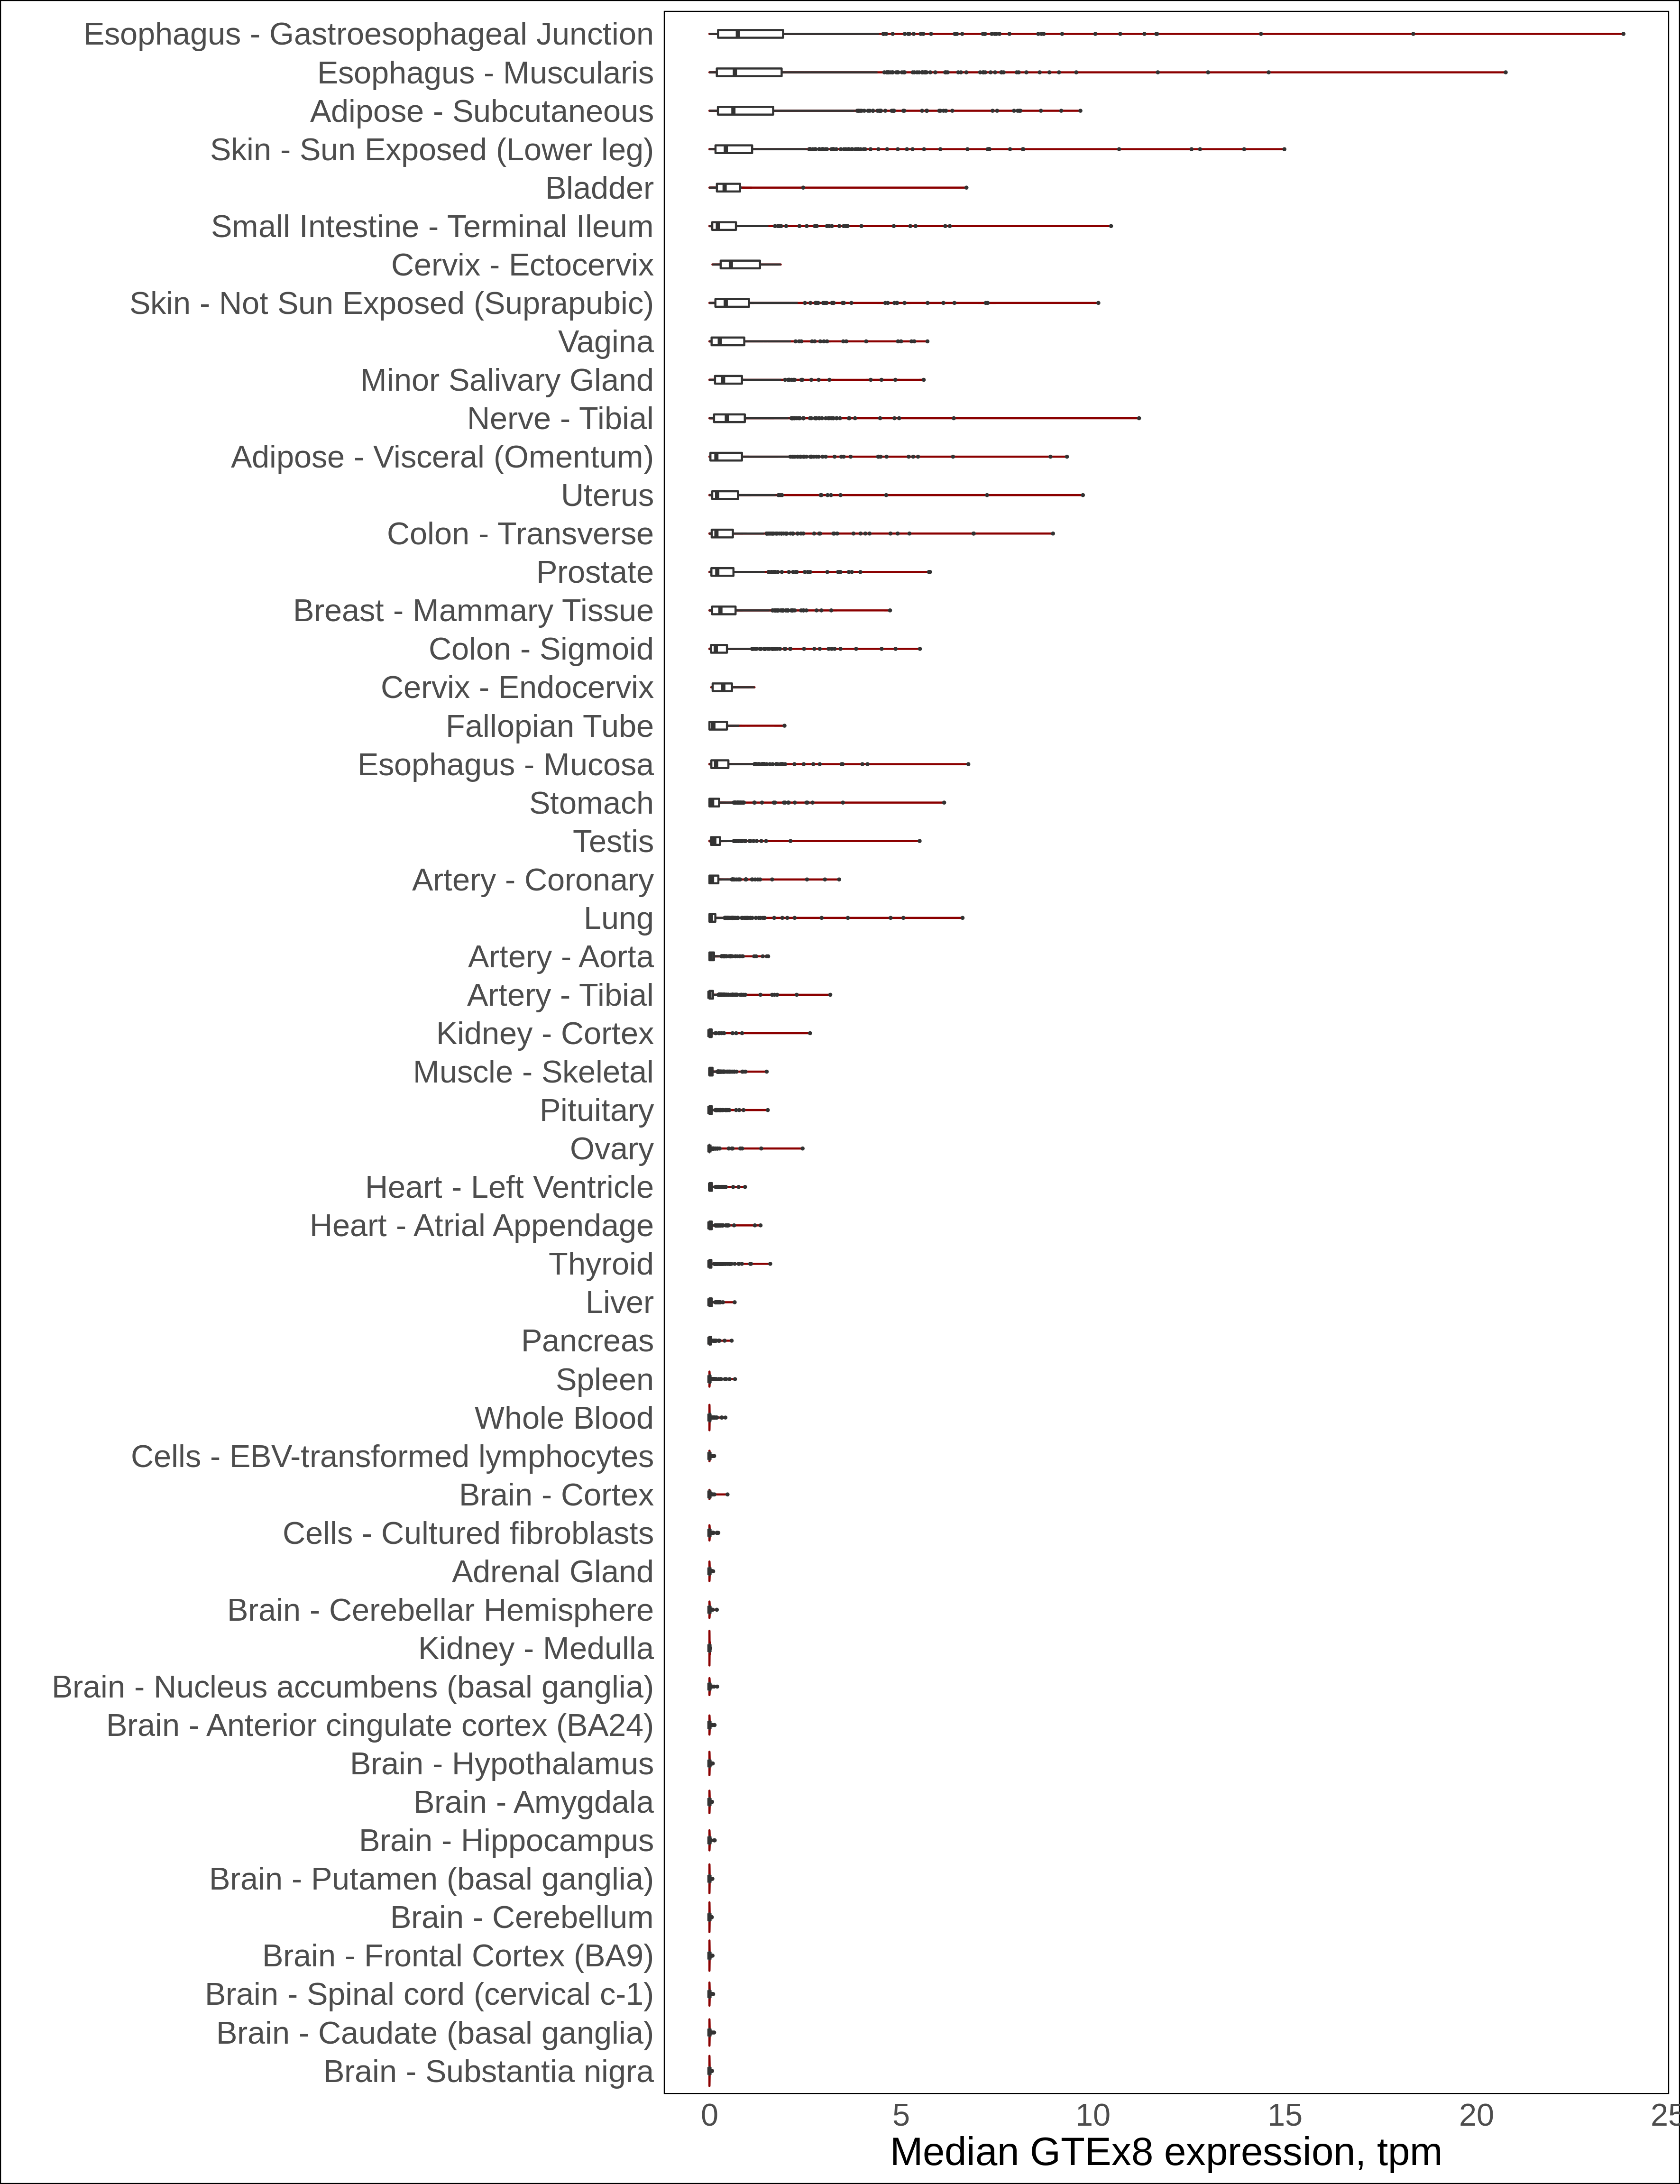 Esophagus - Gastroesophageal Junction
Esophagus - Muscularis
Adipose - Subcutaneous
Skin - Sun Exposed (Lower leg)
Bladder
Small Intestine - Terminal Ileum
Cervix - Ectocervix
Skin - Not Sun Exposed (Suprapubic)
Vagina
Minor Salivary Gland
Nerve - Tibial
Adipose - Visceral (Omentum)
Uterus
Colon - Transverse
Prostate
Breast - Mammary Tissue
Colon - Sigmoid
Cervix - Endocervix
Fallopian Tube
Esophagus - Mucosa
Stomach
Testis
Artery - Coronary
Lung
Artery - Aorta
Artery - Tibial
Kidney - Cortex
Muscle - Skeletal
Pituitary
Ovary
Heart - Left Ventricle
Heart - Atrial Appendage
Thyroid
Liver
Pancreas
Spleen
Whole Blood
Cells - EBV-transformed lymphocytes
Brain - Cortex
Cells - Cultured fibroblasts
Adrenal Gland
Brain - Cerebellar Hemisphere
Kidney - Medulla
Brain - Nucleus accumbens (basal ganglia)
Brain - Anterior cingulate cortex (BA24)
Brain - Hypothalamus
Brain - Amygdala
Brain - Hippocampus
Brain - Putamen (basal ganglia)
Brain - Cerebellum
Brain - Frontal Cortex (BA9)
Brain - Spinal cord (cervical c-1)
Brain - Caudate (basal ganglia)
Brain - Substantia nigra
0 5 10 15 20 25
Median GTEx8 expression, tpm